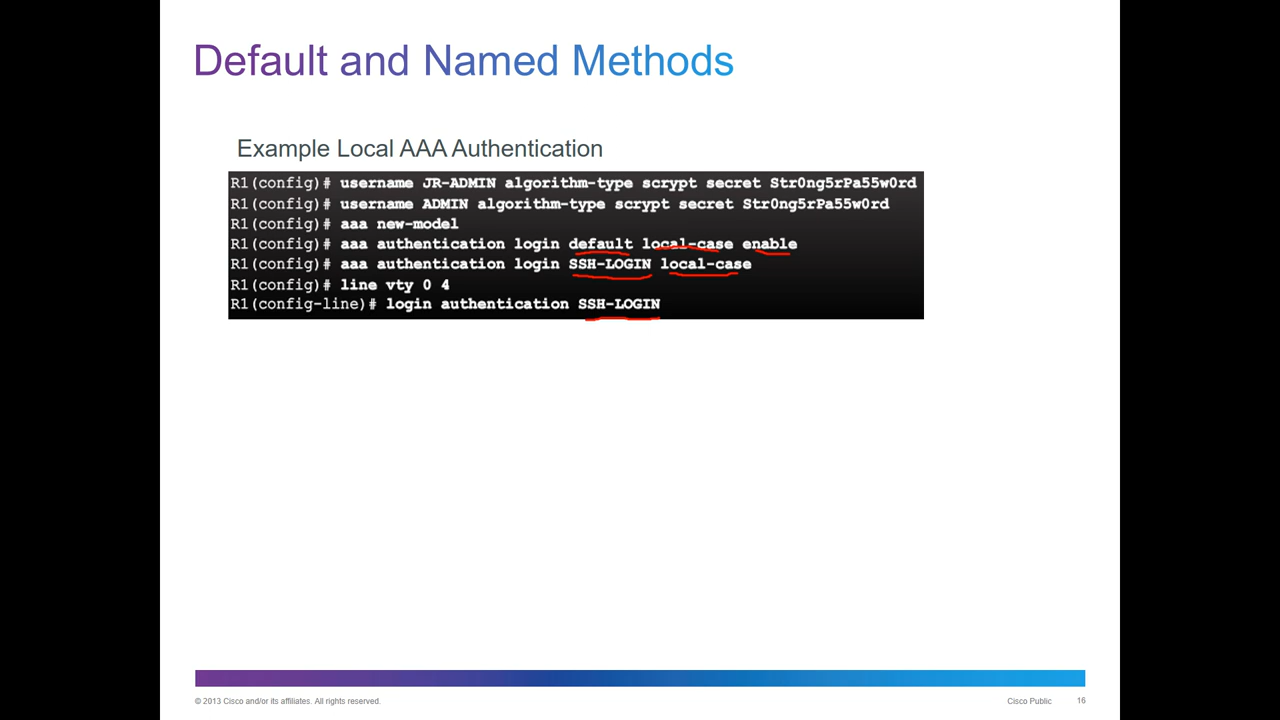 Default and Named Methods
Example Local AAA Authentication
R1(config)# username JR-ADMIN algorithm-type scrypt secret Str0ng5rPa55w0rd
R1(config)# username ADMIN algorithm-type scrypt secret Str0ng5rPa55w0rd
R1(config)# aaa new-model
R1(config)# aaa authentication login default local-case enable
R1(config)# aaa authentication login SSH-LOGIN local-case
R1(config)# line vty 0 4
R1(config-line)# login authentication SSH-LOGIN
© 2013 Cisco and/or its affiliates. All rights reserved.
Cisco Public
16